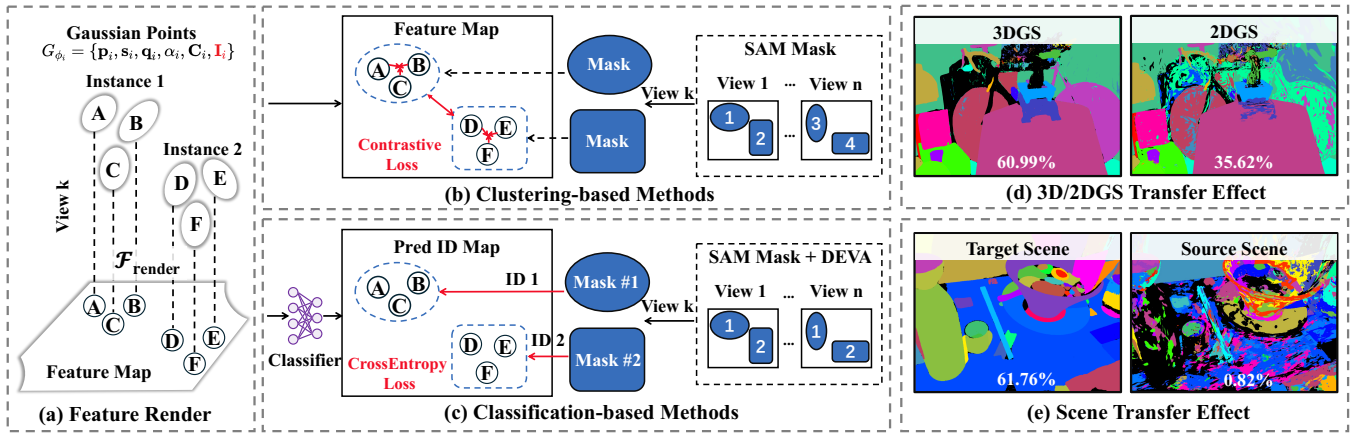 Gaussian Points
G_{ϕ_i} = {p_i, s_i, q_i, α_i, C_i, I_i}
Instance 1
A
B
C
Instance 2
D
E
F
View k
𝓕render
A
B
C
D
E
F
Feature Map
(a) Feature Render
Feature Map
A
B
C
D
E
F
Contrastive
Loss
Mask
Mask
View k
SAM Mask
View 1 ... View n
1
2
...
3
4
(b) Clustering-based Methods
Classifier
Pred ID Map
A
B
C
D
E
F
CrossEntropy
Loss
ID 1
ID 2
Mask #1
Mask #2
View k
SAM Mask + DEVA
View 1 ... View n
1
2
...
1
2
(c) Classification-based Methods
3DGS
60.99%
2DGS
35.62%
(d) 3D/2DGS Transfer Effect
Target Scene
61.76%
Source Scene
0.82%
(e) Scene Transfer Effect